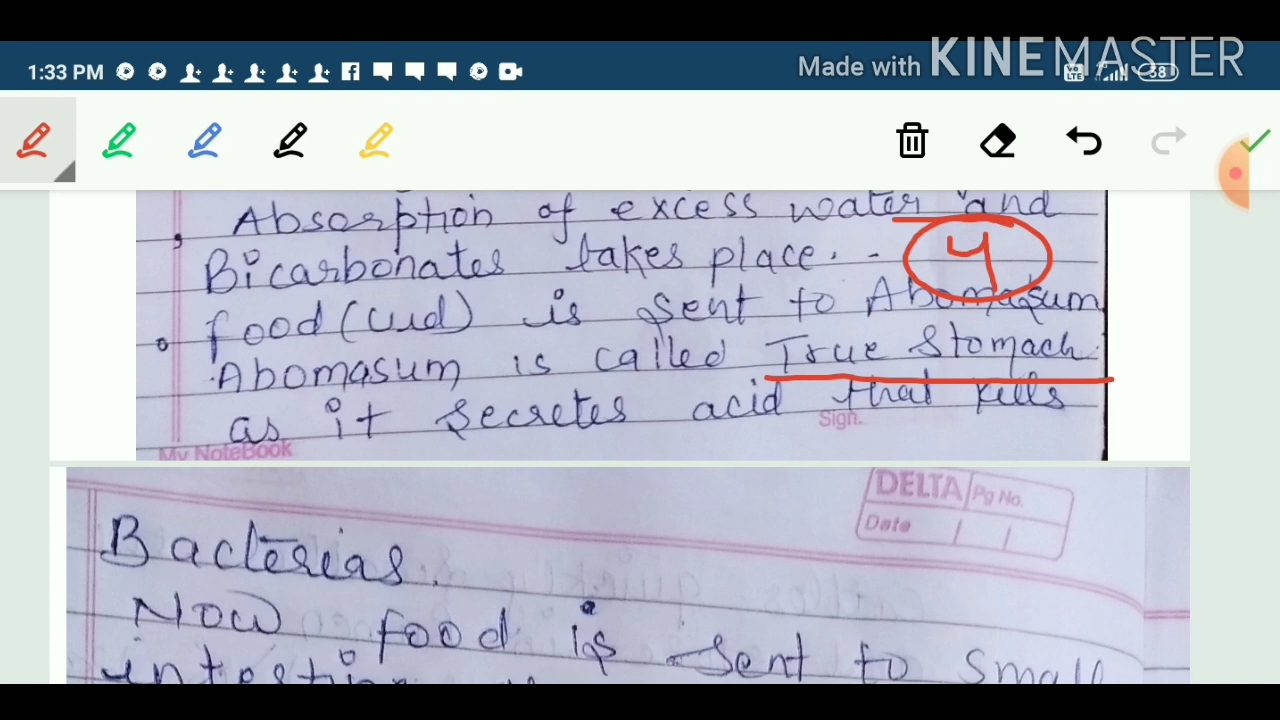 Made with KINEMASTER
1:33 PM
38
Absorption of excess water and
Bicarbonates takes place.
4
food (cud) is sent to Abomasum
Abomasum is called True Stomach
as it secretes acid that kills
Sign.
My NoteBook
DELTA Pg No.
Date / /
Bacterias.
Now food is sent to small